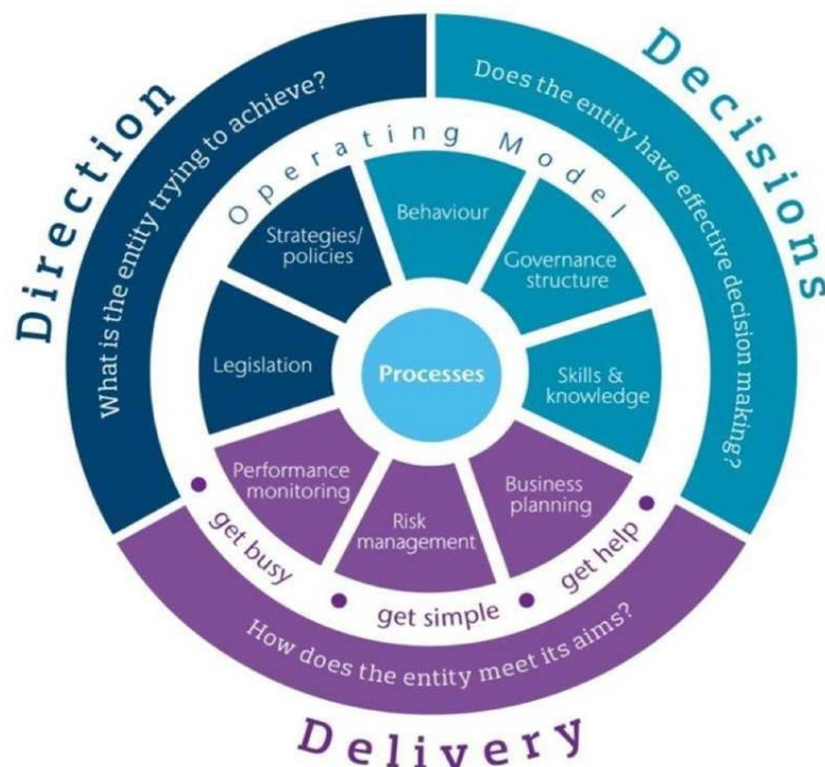 Direction
Decisions
Delivery
What is the entity trying to achieve?
Does the entity have effective decision making?
How does the entity meet its aims?
Operating Model
Strategies/
policies
Behaviour
Governance
structure
Legislation
Processes
Skills &
knowledge
Performance
monitoring
Risk
management
Business
planning
• get busy • get simple • get help •